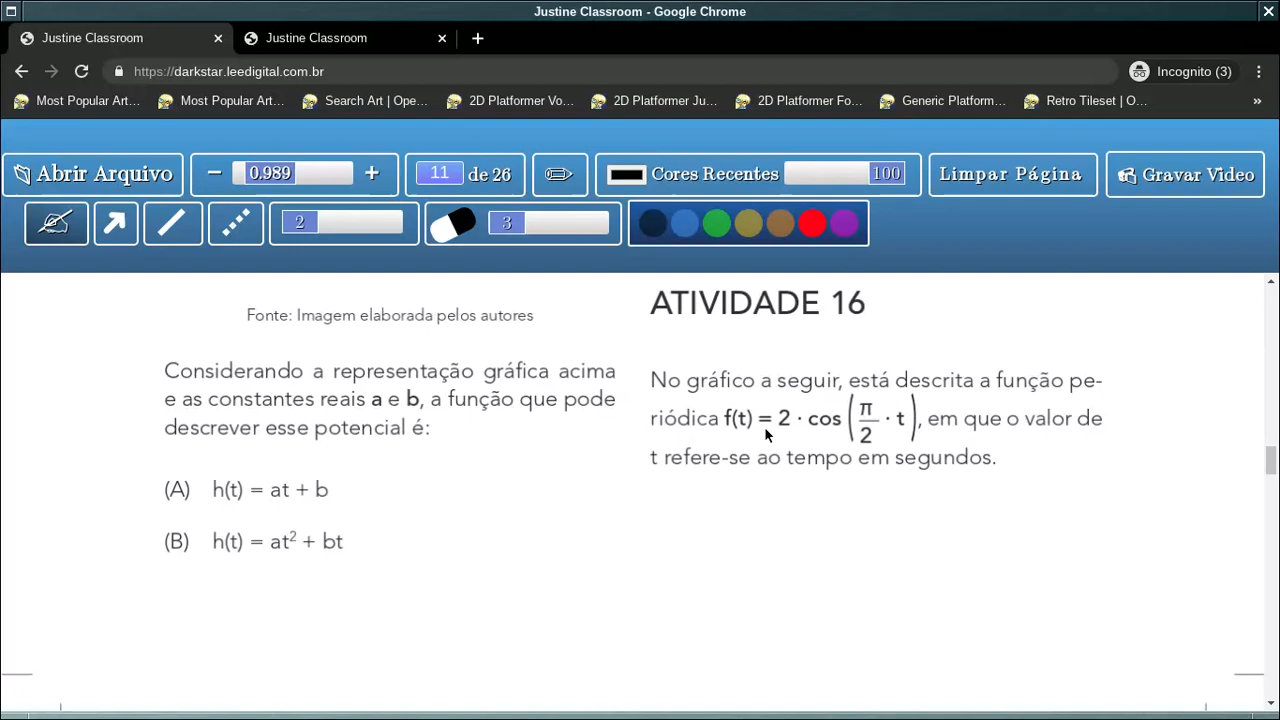 Justine Classroom - Google Chrome
Justine Classroom
Justine Classroom
https://darkstar.leedigital.com.br
Incognito (3)
Most Popular Art...
Most Popular Art...
Search Art | Ope...
2D Platformer Vo...
2D Platformer Ju...
2D Platformer Fo...
Generic Platform...
Retro Tileset | O...
»
Abrir Arquivo
− 0,989 +
11 de 26
Cores Recentes 100
Limpar Página
Gravar Video
2
3
Fonte: Imagem elaborada pelos autores
Considerando a representação gráfica acima
e as constantes reais a e b, a função que pode
descrever esse potencial é:
(A) h(t) = at + b
(B) h(t) = at² + bt
ATIVIDADE 16
No gráfico a seguir, está descrita a função pe-
riódica f(t) = 2 · cos (π/2 · t), em que o valor de
t refere-se ao tempo em segundos.